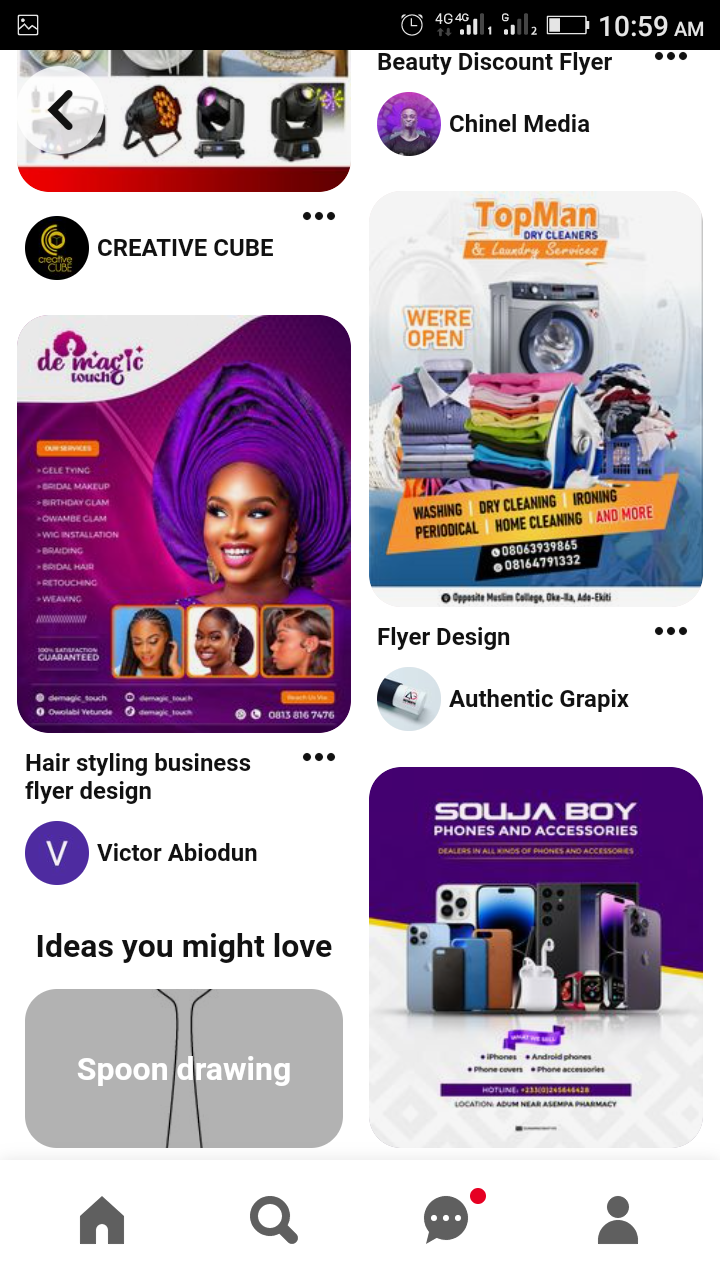 4G 4G 1 G 2 10:59 AM
creative
CUBE
CREATIVE CUBE
de magic
touch
OUR SERVICES
> GELE TYING
> BRIDAL MAKEUP
> BIRTHDAY GLAM
> OWAMBE GLAM
> WIG INSTALLATION
> BRAIDING
> BRIDAL HAIR
> RETOUCHING
> WEAVING
100% SATISFACTION
GUARANTEED
demagic_touch
demagic_touch
Reach Us Via
Owolabi Yetunde
demagic_touch
0813 816 7476
Hair styling business
flyer design
V
Victor Abiodun
Ideas you might love
Spoon drawing
Beauty Discount Flyer
Chinel Media
TopMan
DRY CLEANERS
& Laundry Services
WE'RE
OPEN
WASHING | DRY CLEANING | IRONING
PERIODICAL | HOME CLEANING | AND MORE
08063939865
08164791332
Opposite Muslim College, Oke-Ila, Ado-Ekiti
Flyer Design
Authentic Grapix
SOUJA BOY
PHONES AND ACCESSORIES
DEALERS IN ALL KINDS OF PHONES AND ACCESSORIES
WHAT WE SELL
• iPhones • Android phones
• Phone covers • Phone accessories
HOTLINE: +233(0)245646428
LOCATION: ADUM NEAR ASEMPA PHARMACY